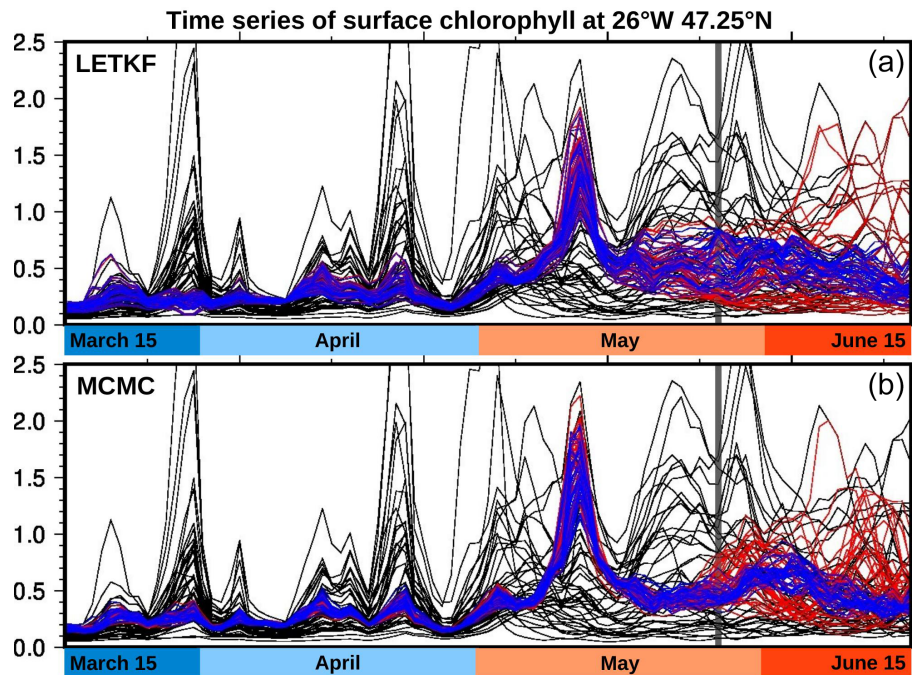 Time series of surface chlorophyll at 26°W 47.25°N
2.5
LETKF
(a)
2.0
1.5
1.0
0.5
0.0
March 15
April
May
June 15
2.5
MCMC
(b)
2.0
1.5
1.0
0.5
0.0
March 15
April
May
June 15